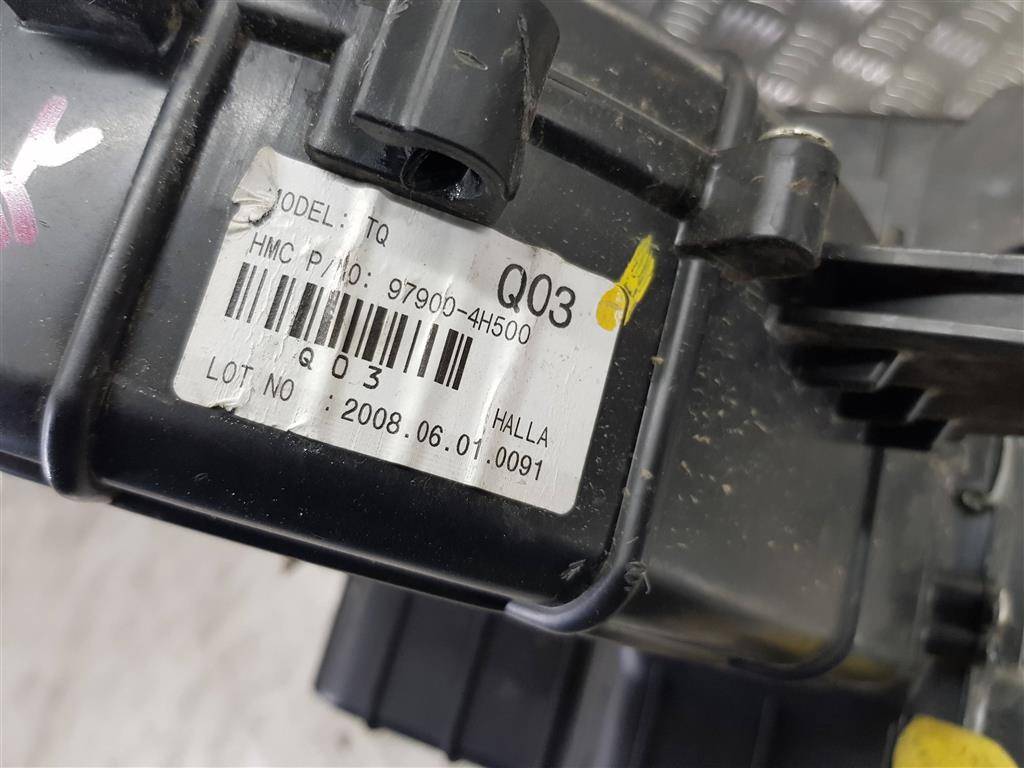 MODEL: TQ
HMC P/NO: 97900-4H500
Q03
Q 0 3
LOT NO : 2008.06.01.0091
HALLA